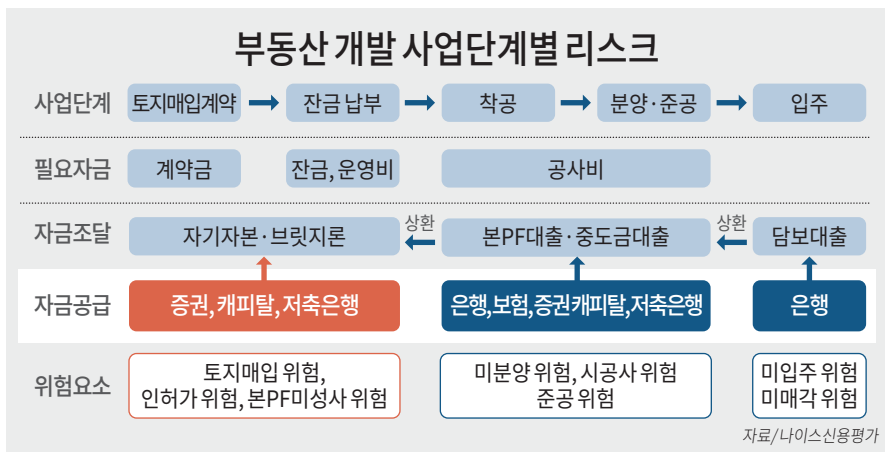 부동산 개발 사업단계별 리스크
사업단계 토지매입계약 잔금 납부 착공 분양·준공 입주
필요자금 계약금 잔금, 운영비 공사비
자금조달 자기자본·브릿지론 상환 본PF대출·중도금대출 상환 담보대출
자금공급 증권, 캐피탈, 저축은행 은행, 보험, 증권캐피탈, 저축은행 은행
위험요소
토지매입 위험,
인허가 위험, 본PF미성사 위험
미분양 위험, 시공사 위험
준공 위험
미입주 위험
미매각 위험
자료/나이스신용평가